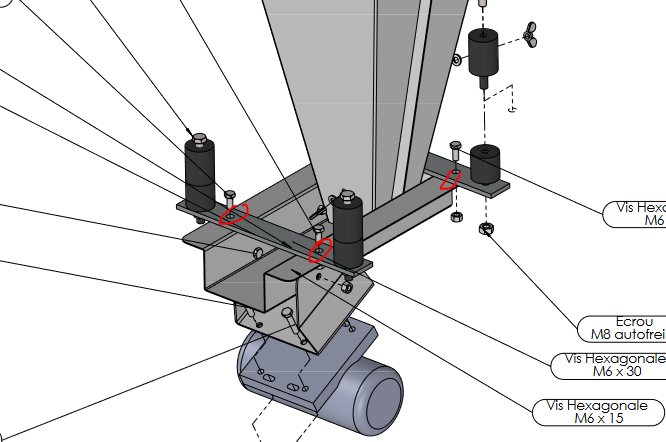 Vis Hexa
M6
Ecrou
M8 autofrei
Vis Hexagonale
M6 x 30
Vis Hexagonale
M6 x 15